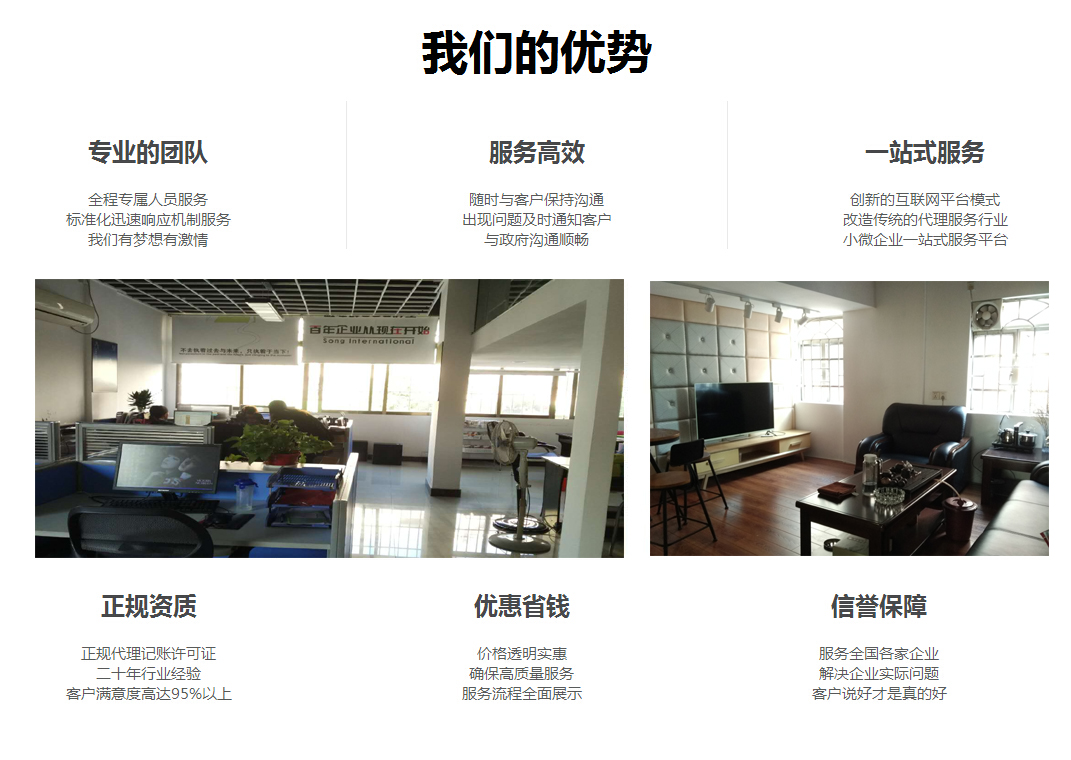 我们的优势
专业的团队
全程专属人员服务
标准化迅速响应机制服务
我们有梦想有激情
服务高效
随时与客户保持沟通
出现问题及时通知客户
与政府沟通顺畅
一站式服务
创新的互联网平台模式
改造传统的代理服务行业
小微企业一站式服务平台
百年企业从现在开始
Song International
正规资质
正规代理记账许可证
二十年行业经验
客户满意度高达95%以上
优惠省钱
价格透明实惠
确保高质量服务
服务流程全面展示
信誉保障
服务全国各家企业
解决企业实际问题
客户说好才是真的好